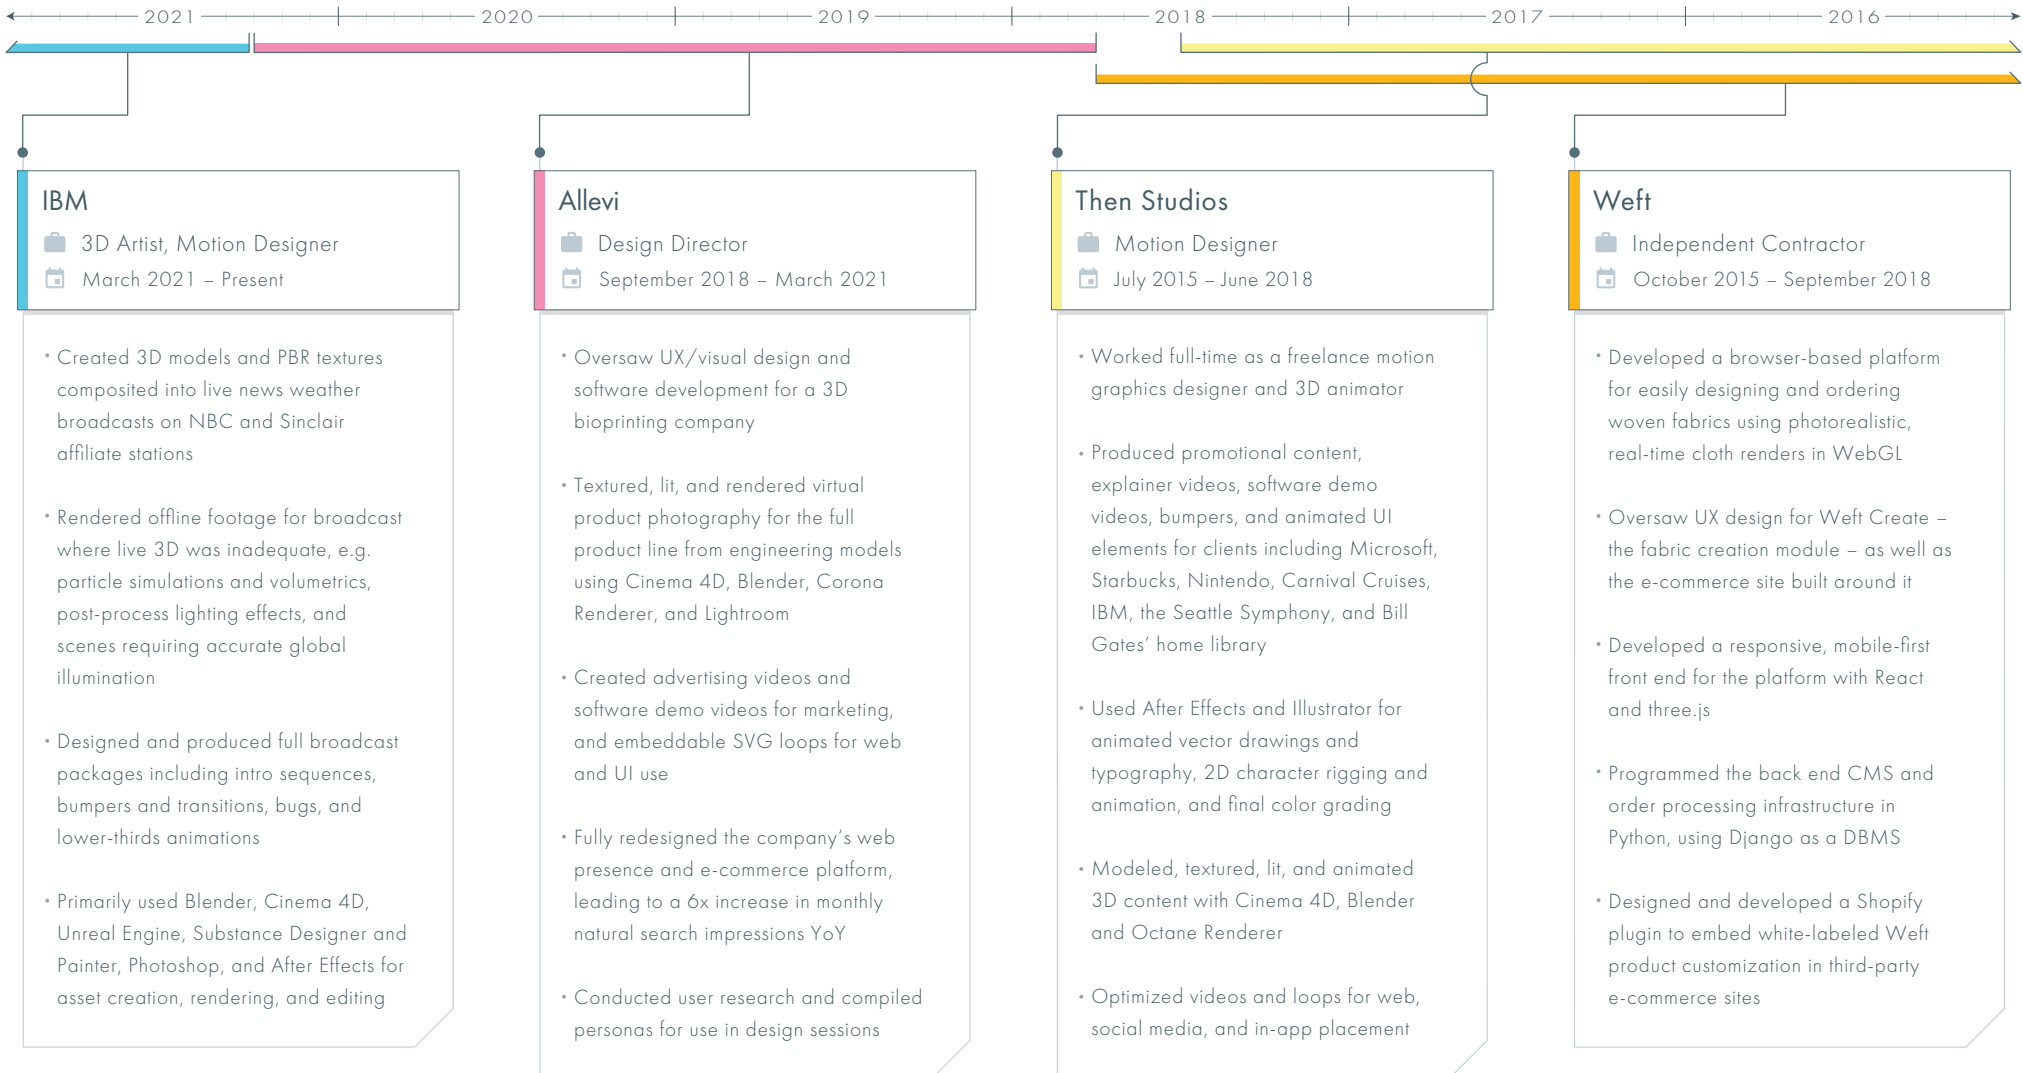 2021 2020 2019 2018 2017 2016
IBM
3D Artist, Motion Designer
March 2021 – Present
• Created 3D models and PBR textures
composited into live news weather
broadcasts on NBC and Sinclair
affiliate stations
• Rendered offline footage for broadcast
where live 3D was inadequate, e.g.
particle simulations and volumetrics,
post-process lighting effects, and
scenes requiring accurate global
illumination
• Designed and produced full broadcast
packages including intro sequences,
bumpers and transitions, bugs, and
lower-thirds animations
• Primarily used Blender, Cinema 4D,
Unreal Engine, Substance Designer and
Painter, Photoshop, and After Effects for
asset creation, rendering, and editing
Allevi
Design Director
September 2018 – March 2021
• Oversaw UX/visual design and
software development for a 3D
bioprinting company
• Textured, lit, and rendered virtual
product photography for the full
product line from engineering models
using Cinema 4D, Blender, Corona
Renderer, and Lightroom
• Created advertising videos and
software demo videos for marketing,
and embeddable SVG loops for web
and UI use
• Fully redesigned the company’s web
presence and e-commerce platform,
leading to a 6x increase in monthly
natural search impressions YoY
• Conducted user research and compiled
personas for use in design sessions
Then Studios
Motion Designer
July 2015 – June 2018
• Worked full-time as a freelance motion
graphics designer and 3D animator
• Produced promotional content,
explainer videos, software demo
videos, bumpers, and animated UI
elements for clients including Microsoft,
Starbucks, Nintendo, Carnival Cruises,
IBM, the Seattle Symphony, and Bill
Gates’ home library
• Used After Effects and Illustrator for
animated vector drawings and
typography, 2D character rigging and
animation, and final color grading
• Modeled, textured, lit, and animated
3D content with Cinema 4D, Blender
and Octane Renderer
• Optimized videos and loops for web,
social media, and in-app placement
Weft
Independent Contractor
October 2015 – September 2018
• Developed a browser-based platform
for easily designing and ordering
woven fabrics using photorealistic,
real-time cloth renders in WebGL
• Oversaw UX design for Weft Create –
the fabric creation module – as well as
the e-commerce site built around it
• Developed a responsive, mobile-first
front end for the platform with React
and three.js
• Programmed the back end CMS and
order processing infrastructure in
Python, using Django as a DBMS
• Designed and developed a Shopify
plugin to embed white-labeled Weft
product customization in third-party
e-commerce sites